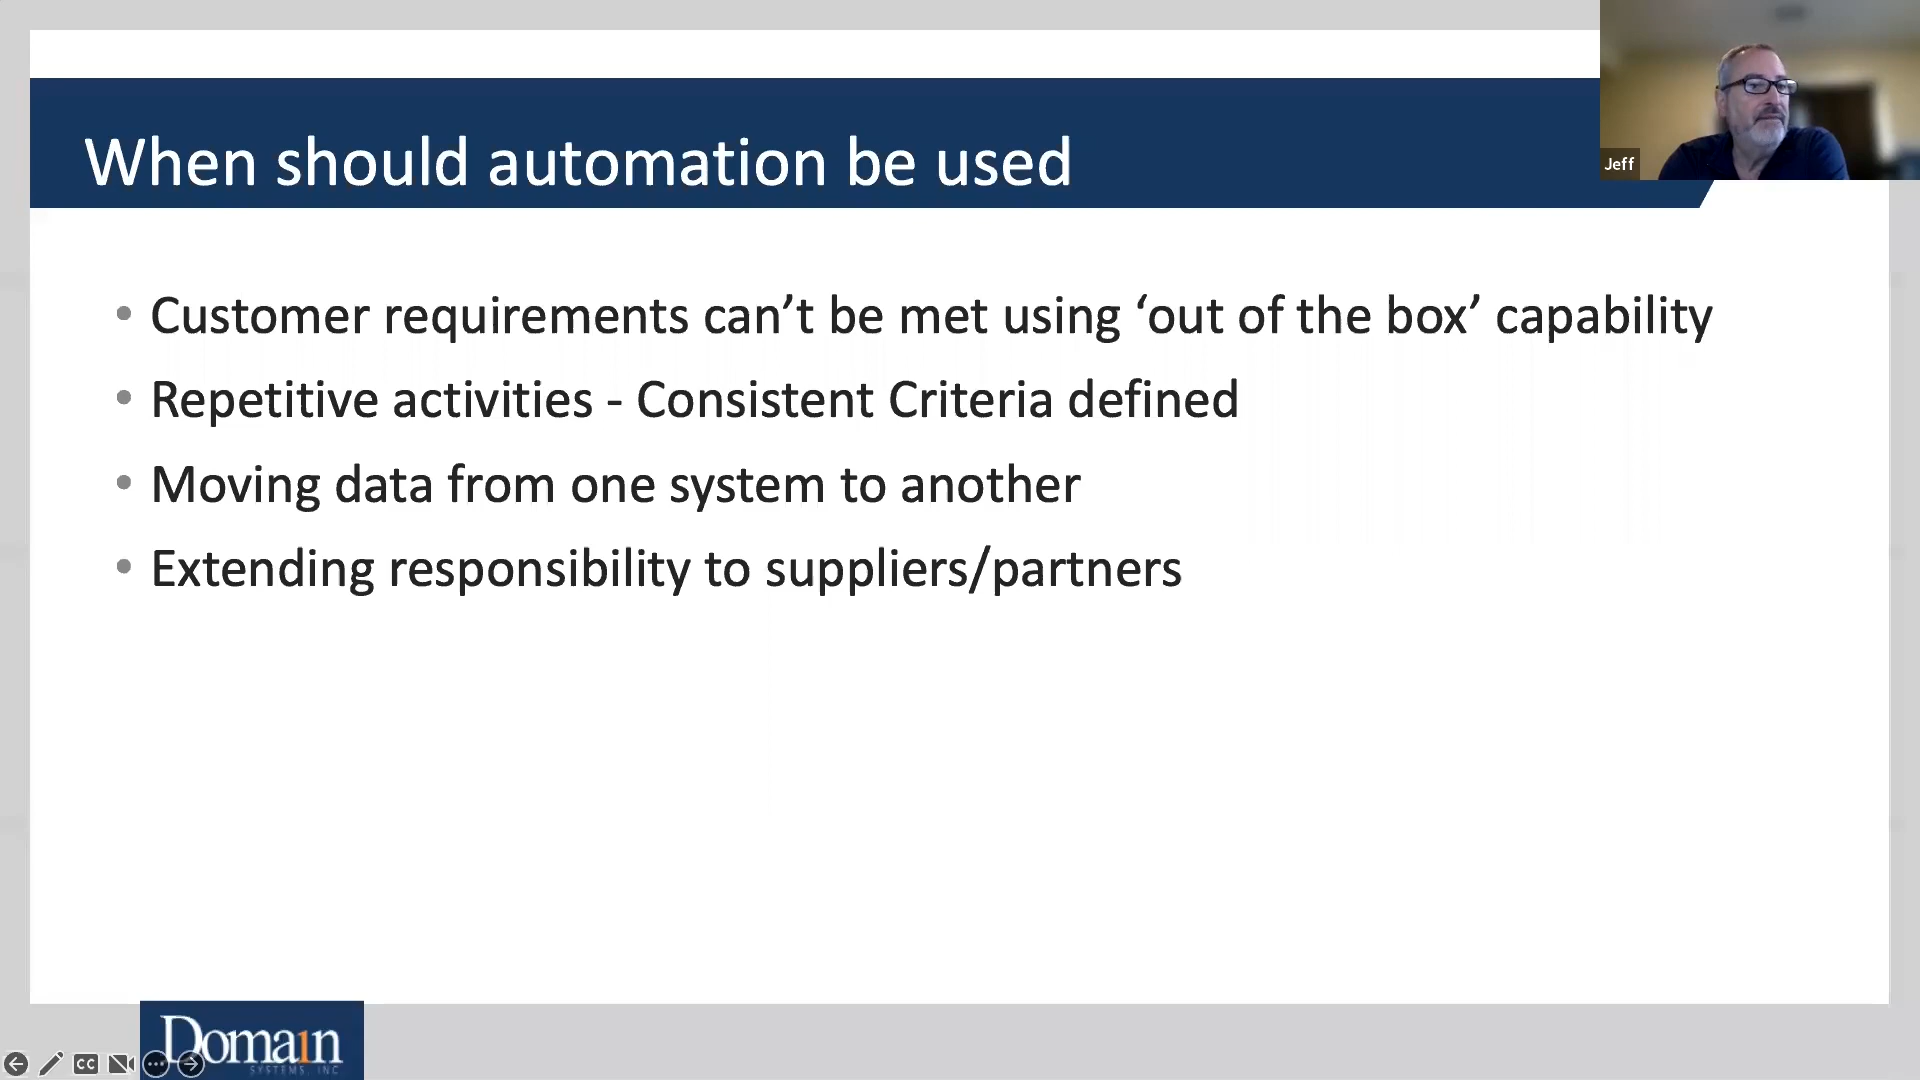 When should automation be used
Jeff
• Customer requirements can’t be met using ‘out of the box’ capability
• Repetitive activities - Consistent Criteria defined
• Moving data from one system to another
• Extending responsibility to suppliers/partners
Domain
SYSTEMS, INC
CC